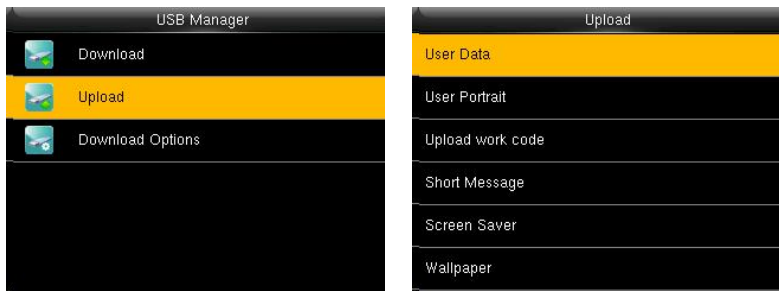 USB Manager
Download
Upload
Download Options
Upload
User Data
User Portrait
Upload work code
Short Message
Screen Saver
Wallpaper